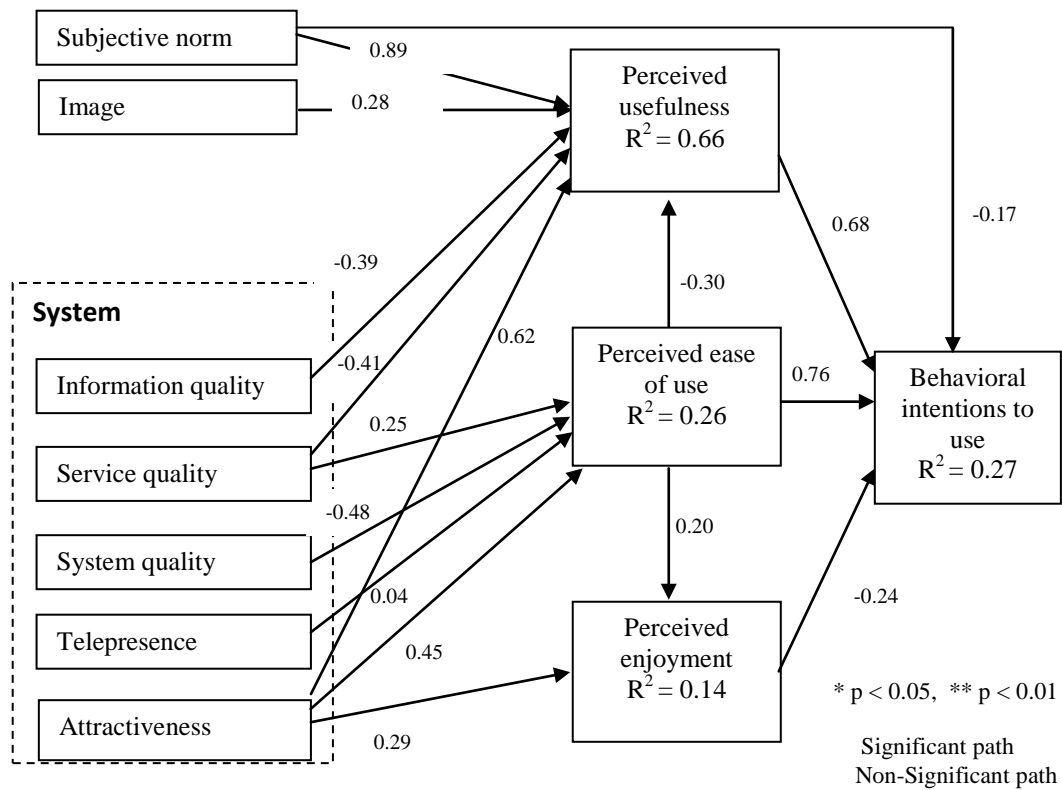 Subjective norm
0.89
Image
0.28
Perceived
usefulness
R² = 0.66
-0.17
0.68
-0.39
-0.30
System
0.62
Information quality
-0.41
Perceived ease
of use
R² = 0.26
0.76
Behavioral
intentions to
use
R² = 0.27
0.25
Service quality
-0.48
System quality
0.20
0.04
Telepresence
0.45
Perceived
enjoyment
R² = 0.14
-0.24
Attractiveness
0.29
* p < 0.05, ** p < 0.01
Significant path
Non-Significant path